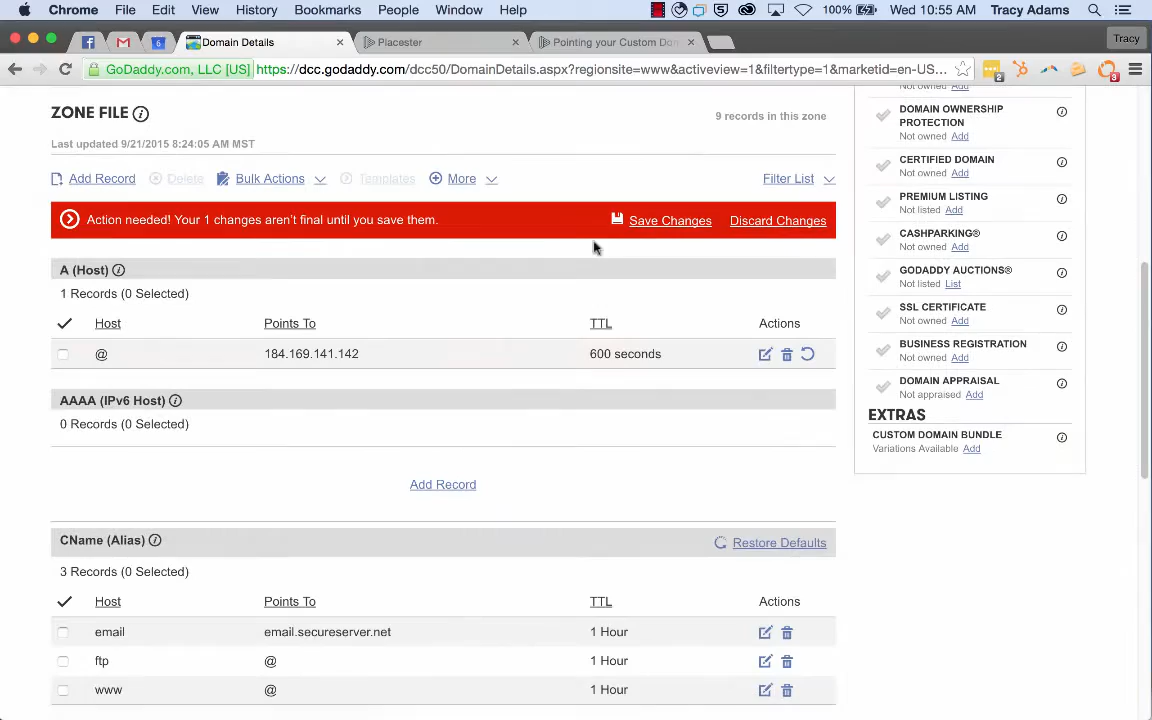 Chrome File Edit View History Bookmarks People Window Help 100% Wed 10:55 AM Tracy Adams
6 Domain Details Placester Pointing your Custom Dom Tracy
GoDaddy.com, LLC [US] https://dcc.godaddy.com/dcc50/DomainDetails.aspx?regionsite=www&activeview=1&filtertype=1&marketid=en-US... 2 3
ZONE FILE
9 records in this zone
Last updated 9/21/2015 8:24:05 AM MST
Add Record Delete Bulk Actions Templates More Filter List
Action needed! Your 1 changes aren't final until you save them. Save Changes Discard Changes
A (Host)
1 Records (0 Selected)
Host Points To TTL Actions
@ 184.169.141.142 600 seconds
AAAA (IPv6 Host)
0 Records (0 Selected)
Add Record
CName (Alias) Restore Defaults
3 Records (0 Selected)
Host Points To TTL Actions
email email.secureserver.net 1 Hour
ftp @ 1 Hour
www @ 1 Hour
Not owned Add
DOMAIN OWNERSHIP
PROTECTION
Not owned Add
CERTIFIED DOMAIN
Not owned Add
PREMIUM LISTING
Not listed Add
CASHPARKING®
Not owned Add
GODADDY AUCTIONS®
Not listed List
SSL CERTIFICATE
Not owned Add
BUSINESS REGISTRATION
Not owned Add
DOMAIN APPRAISAL
Not appraised Add
EXTRAS
CUSTOM DOMAIN BUNDLE
Variations Available Add